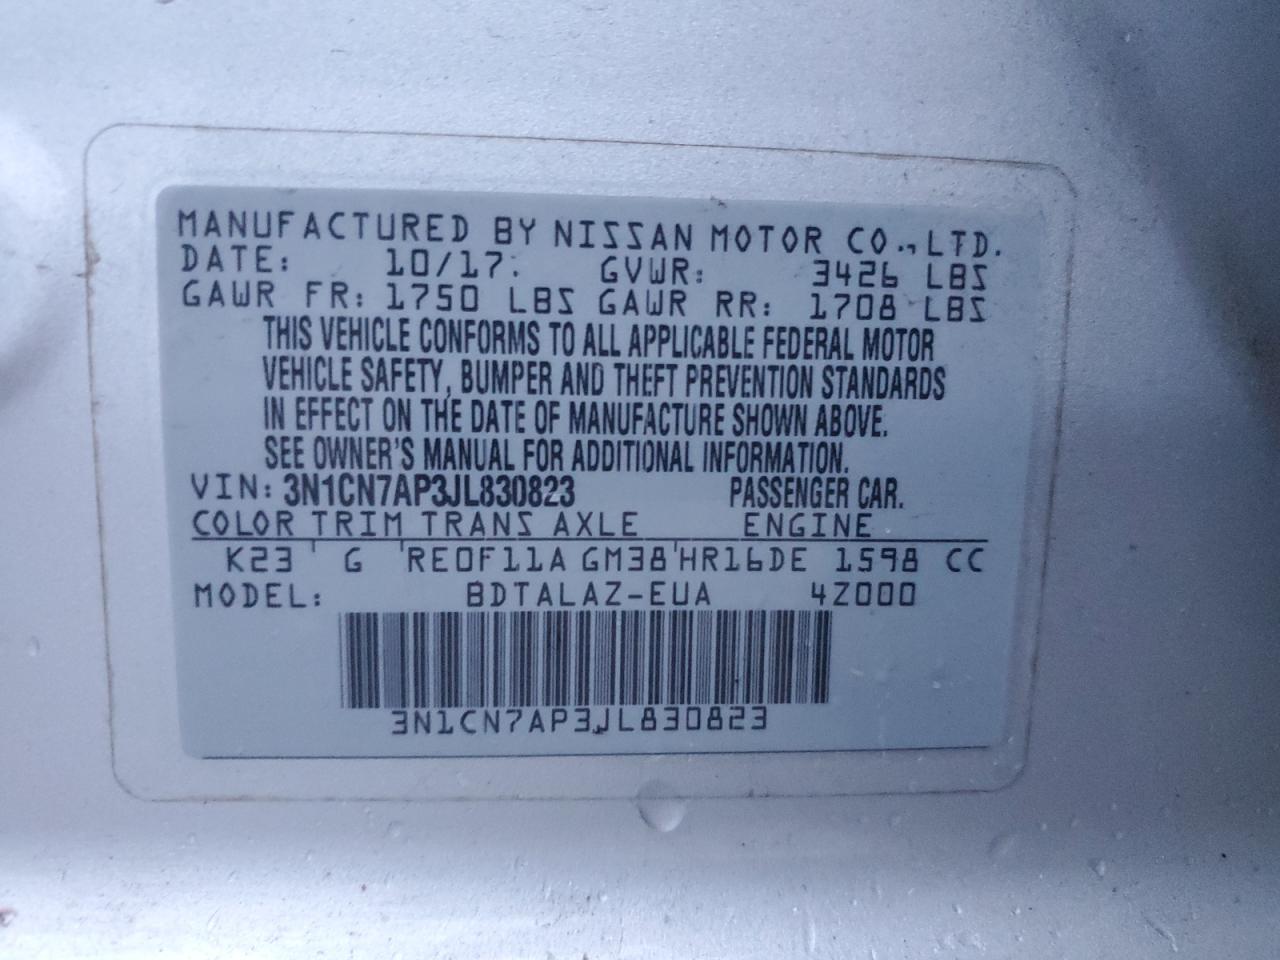 MANUFACTURED BY NISSAN MOTOR CO., LTD.
DATE: 10/17. GVWR: 3426 LBS
GAWR FR: 1750 LBS GAWR RR: 1708 LBS
THIS VEHICLE CONFORMS TO ALL APPLICABLE FEDERAL MOTOR
VEHICLE SAFETY, BUMPER AND THEFT PREVENTION STANDARDS
IN EFFECT ON THE DATE OF MANUFACTURE SHOWN ABOVE.
SEE OWNER'S MANUAL FOR ADDITIONAL INFORMATION.
VIN: 3N1CN7AP3JL830823 PASSENGER CAR.
COLOR TRIM TRANS AXLE ENGINE
K23 ' G 'RE0F11A GM38'HR16DE 1598 CC
MODEL: BDTALAZ-EUA 4Z000
3N1CN7AP3JL830823